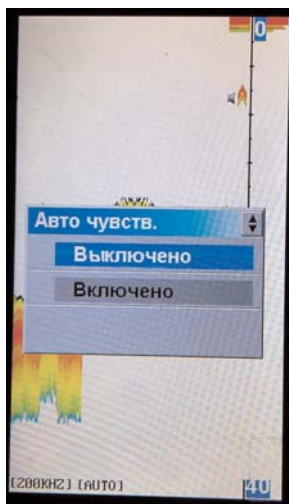 0
Авто чувств.
Выключено
Включено
[200KHZ] [AUTO]
40